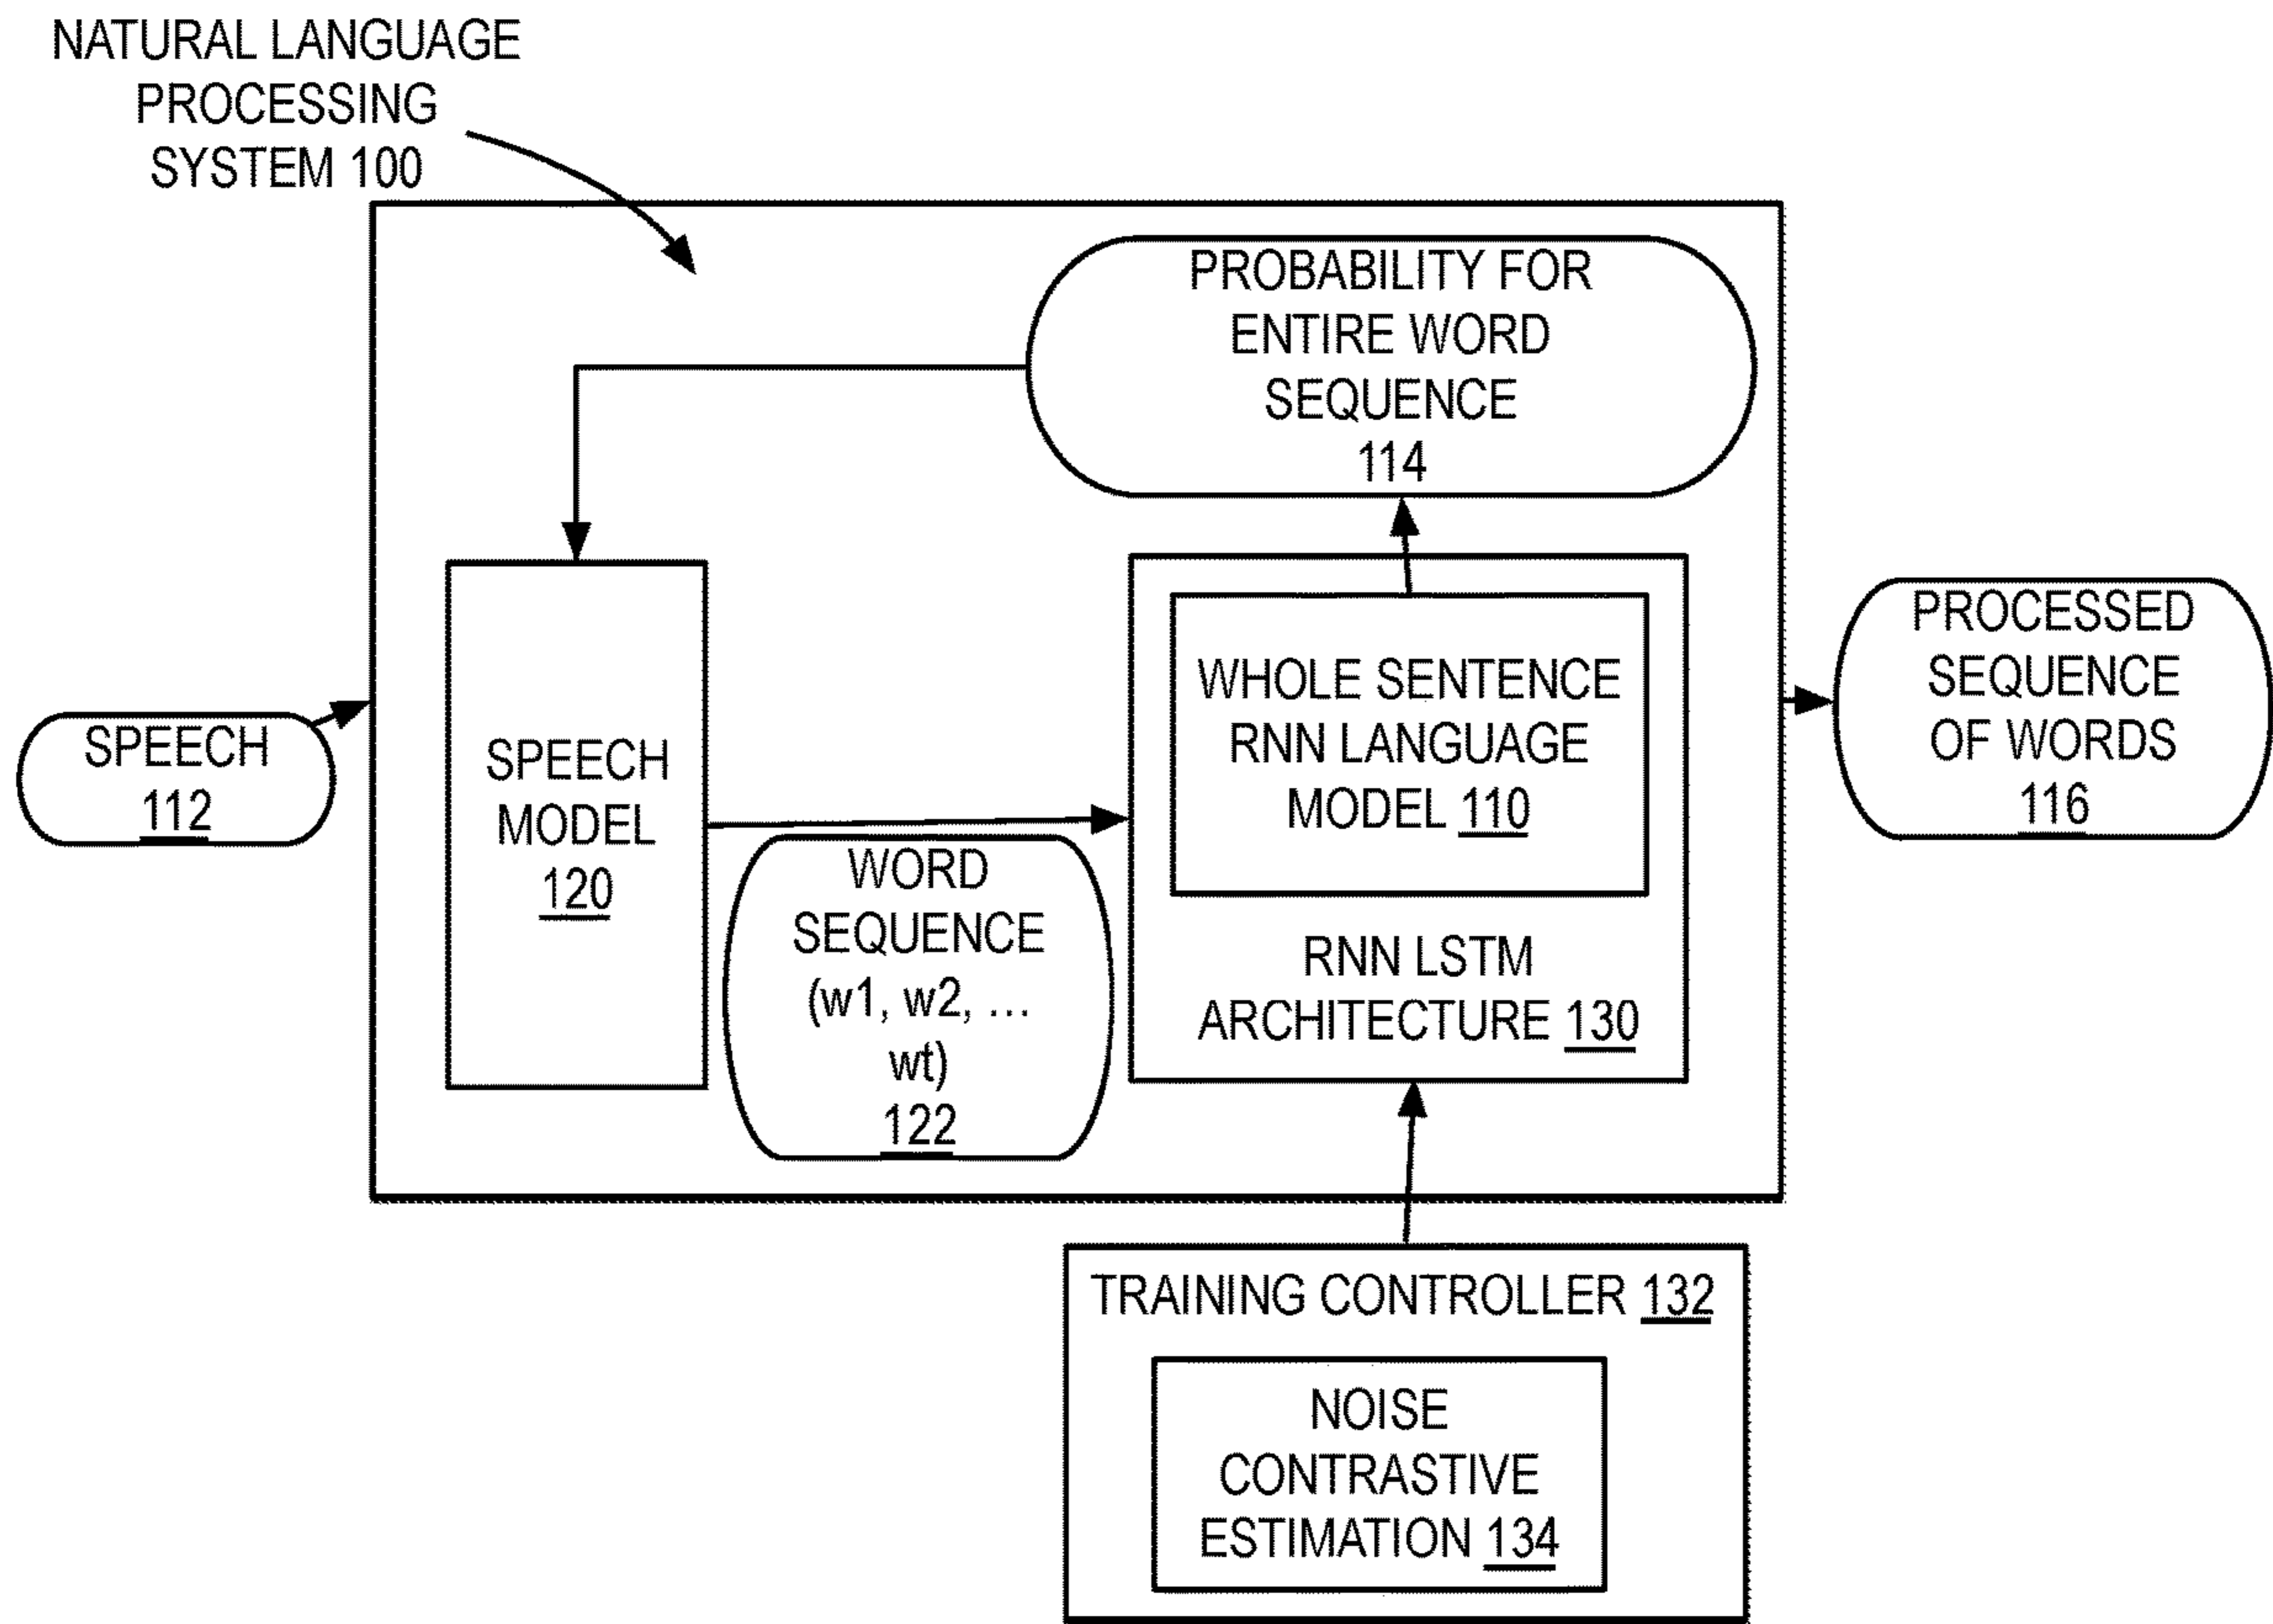 NATURAL LANGUAGE
PROCESSING
SYSTEM 100
PROBABILITY FOR
ENTIRE WORD
SEQUENCE
114
SPEECH
112
SPEECH
MODEL
120
WORD
SEQUENCE
(w1, w2, ...
wt)
122
WHOLE SENTENCE
RNN LANGUAGE
MODEL 110
RNN LSTM
ARCHITECTURE 130
PROCESSED
SEQUENCE
OF WORDS
116
TRAINING CONTROLLER 132
NOISE
CONTRASTIVE
ESTIMATION 134